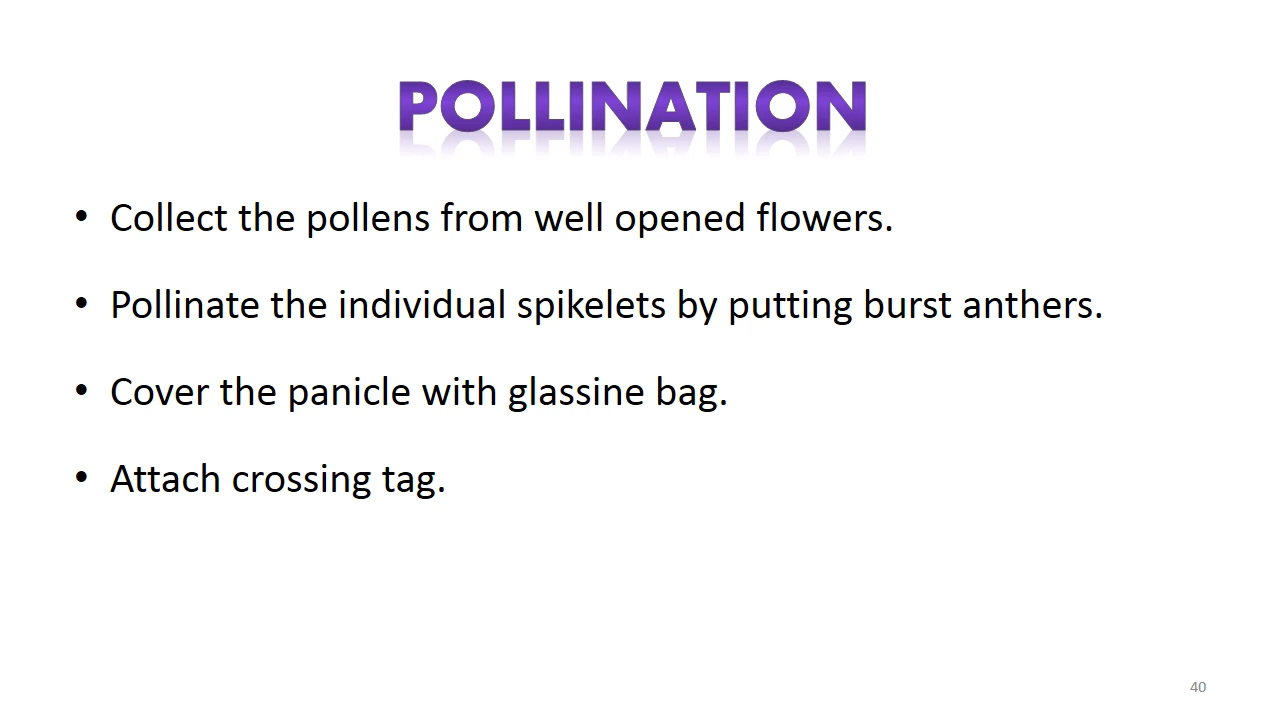 POLLINATION
• Collect the pollens from well opened flowers.
• Pollinate the individual spikelets by putting burst anthers.
• Cover the panicle with glassine bag.
• Attach crossing tag.
40